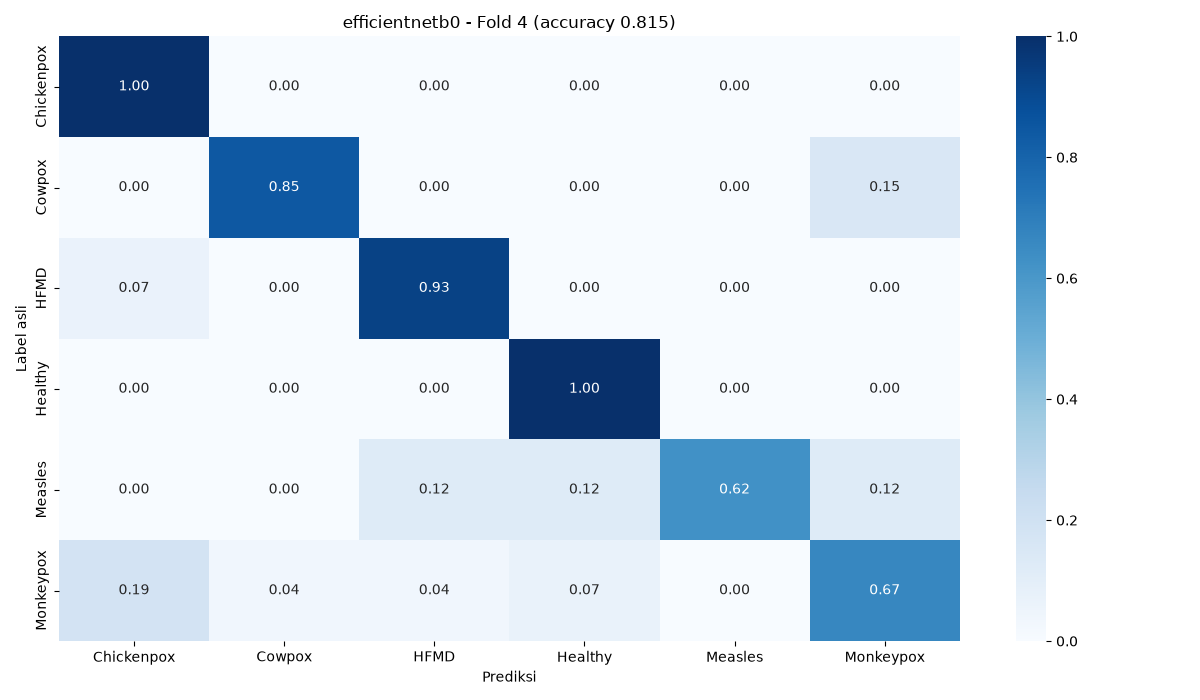 efficientnetb0 - Fold 4 (accuracy 0.815)
Label asli
Chickenpox 1.00 0.00 0.00 0.00 0.00 0.00
Cowpox 0.00 0.85 0.00 0.00 0.00 0.15
HFMD 0.07 0.00 0.93 0.00 0.00 0.00
Healthy 0.00 0.00 0.00 1.00 0.00 0.00
Measles 0.00 0.00 0.12 0.12 0.62 0.12
Monkeypox 0.19 0.04 0.04 0.07 0.00 0.67
Chickenpox Cowpox HFMD Healthy Measles Monkeypox
Prediksi
1.0
0.8
0.6
0.4
0.2
0.0